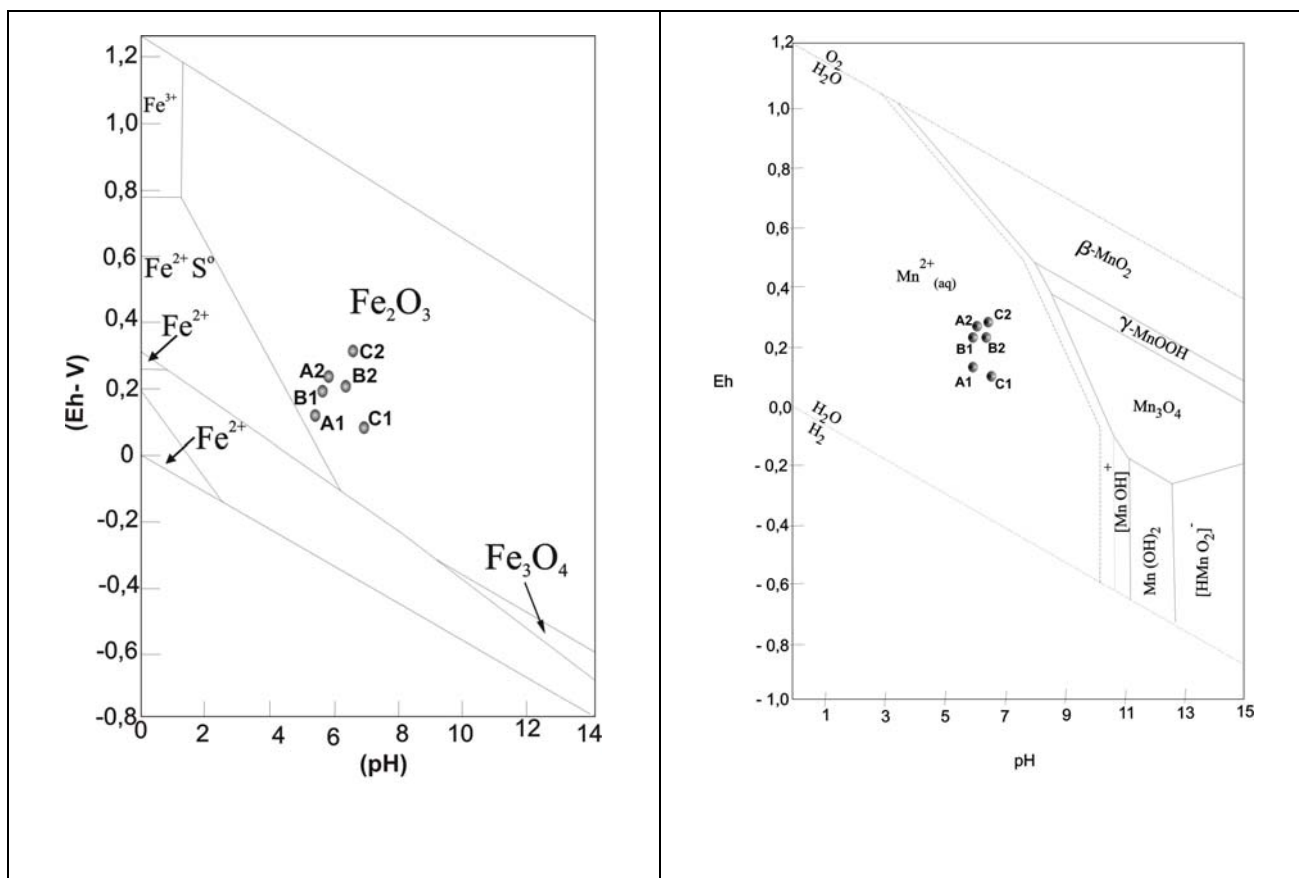 (Eh- V)
1,2
1,0
0,8
0,6
0,4
0,2
0
-0,2
-0,4
-0,6
-0,8
Fe³⁺
Fe²⁺ S°
Fe²⁺
Fe²⁺
Fe₂O₃
C2
A2
B2
B1
A1
C1
Fe₃O₄
0 2 4 6 8 10 12 14
(pH)
Eh
1,2
1,0
0,8
0,6
0,4
0,2
0,0
- 0,2
- 0,4
- 0,6
- 0,8
- 1,0
O₂
H₂O
β-MnO₂
Mn²⁺ (aq)
A2 C2
B1 B2
A1 C1
γ-MnOOH
Mn₃O₄
H₂O
H₂
[Mn OH]⁺
Mn (OH)₂
[HMn O₂]⁻
1 3 5 7 9 11 13 15
pH